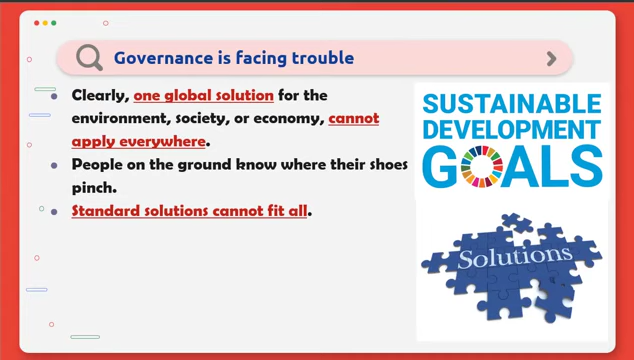 Governance is facing trouble
Clearly, one global solution for the
environment, society, or economy, cannot
apply everywhere.
People on the ground know where their shoes
pinch.
Standard solutions cannot fit all.
SUSTAINABLE
DEVELOPMENT
GOALS
Solutions